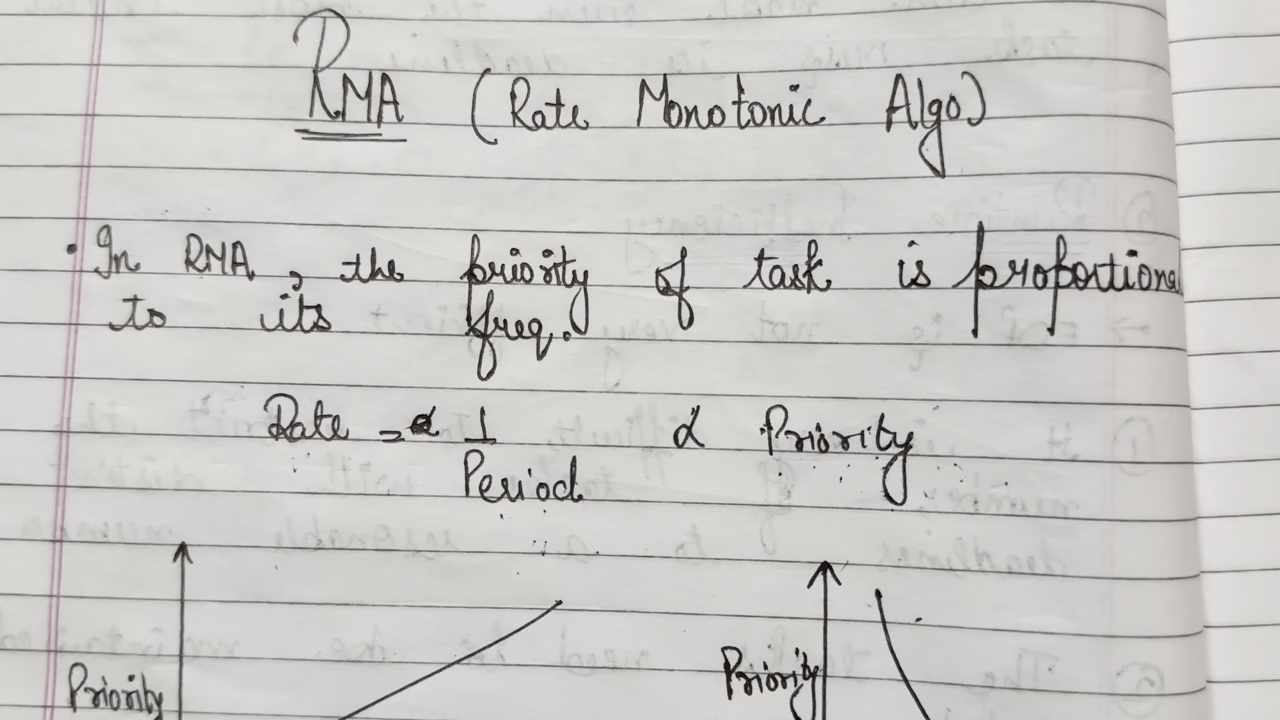 RMA (Rate Monotonic Algo)
• In RMA, the priority of task is proportional
to its freq.
Rate = α 1 α Priority
Period
Priority Priority